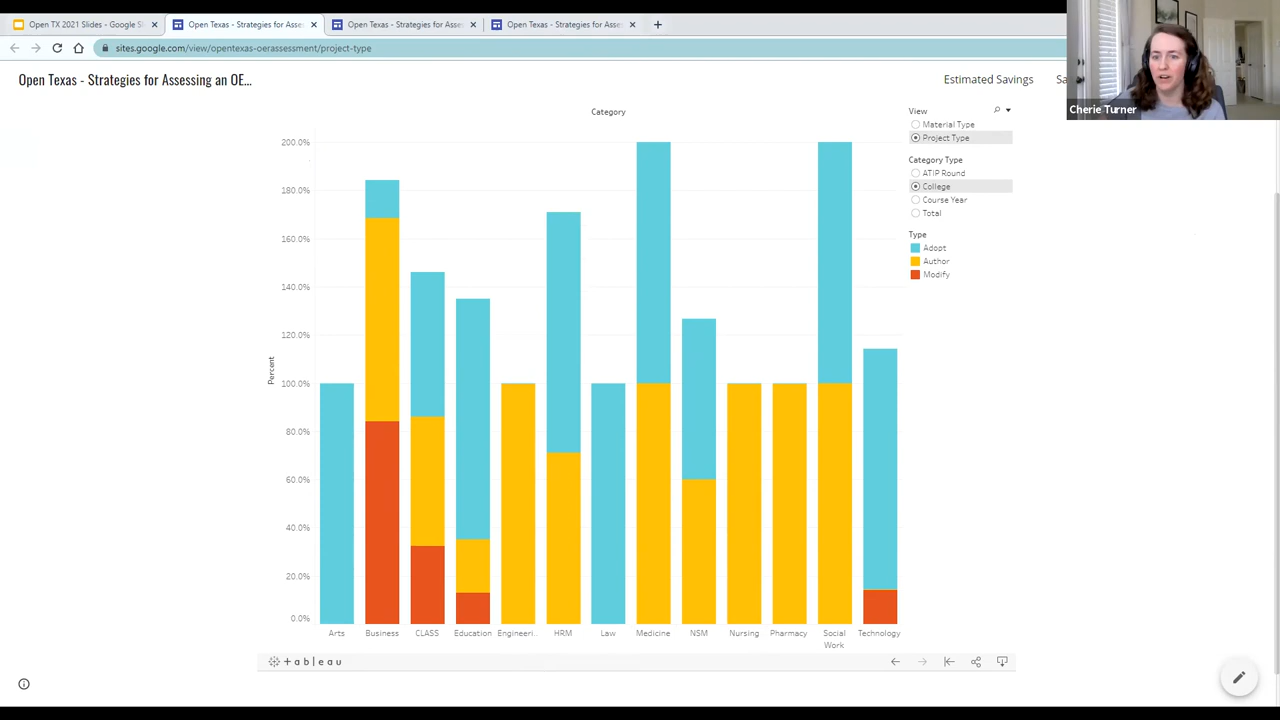 Open TX 2021 Slides - Google S
Open Texas - Strategies for Asses
Open Texas - Strategies for Asse
Open Texas - Strategies for Asse
sites.google.com/view/opentexas-oerassessment/project-type
Open Texas - Strategies for Assessing an OE...
Estimated Savings
Cherie Turner
Category
View
Material Type
Project Type
Category Type
ATIP Round
College
Course Year
Total
Type
Adopt
Author
Modify
Percent
200.0%
180.0%
160.0%
140.0%
120.0%
100.0%
80.0%
60.0%
40.0%
20.0%
0.0%
Arts
Business
CLASS
Education
Engineeri..
HRM
Law
Medicine
NSM
Nursing
Pharmacy
Social
Work
Technology
+ a b l e a u